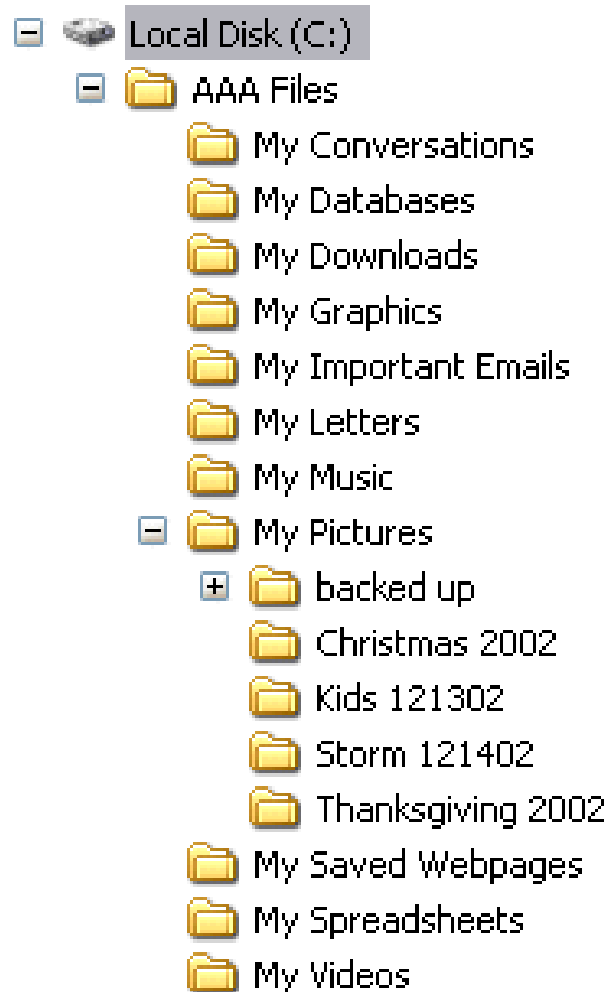 Local Disk (C:)
AAA Files
My Conversations
My Databases
My Downloads
My Graphics
My Important Emails
My Letters
My Music
My Pictures
backed up
Christmas 2002
Kids 121302
Storm 121402
Thanksgiving 2002
My Saved Webpages
My Spreadsheets
My Videos